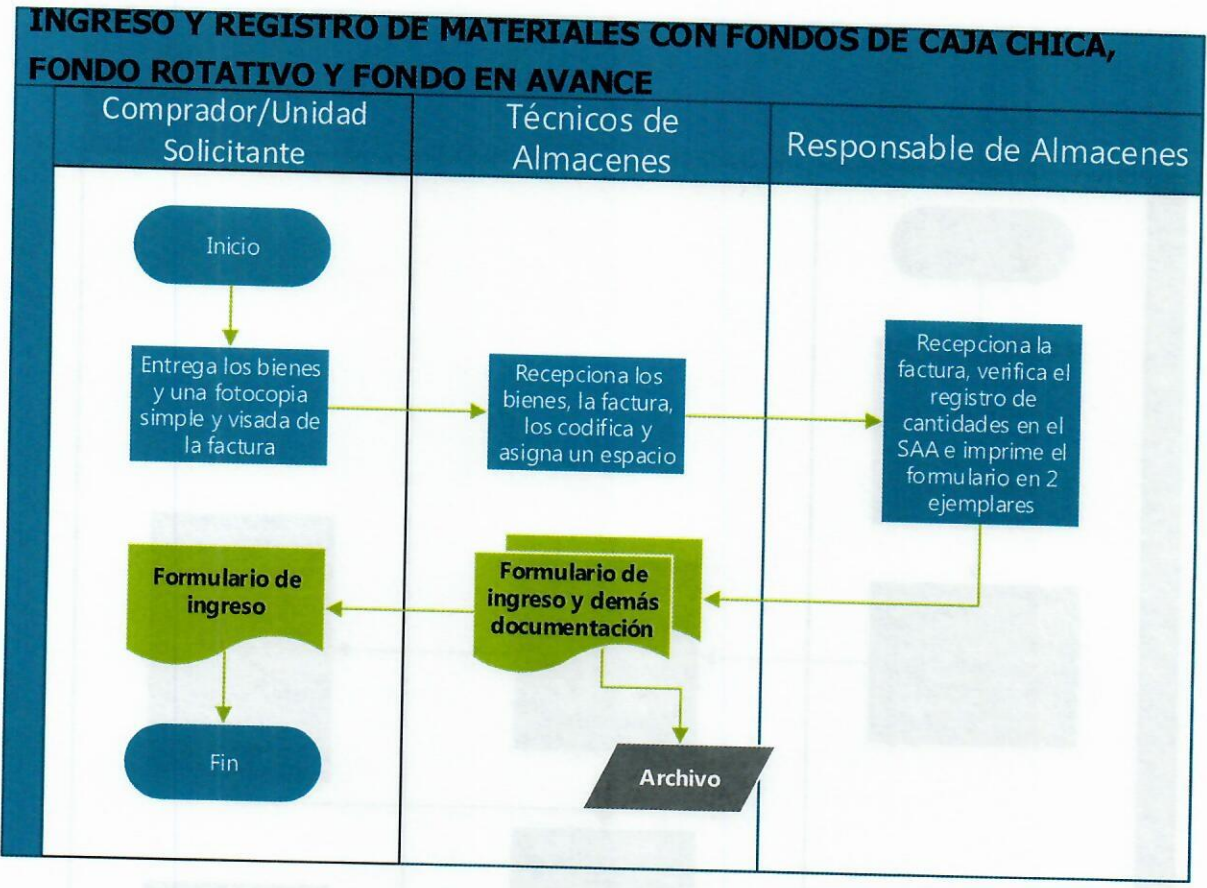 INGRESO Y REGISTRO DE MATERIALES CON FONDOS DE CAJA CHICA,
FONDO ROTATIVO Y FONDO EN AVANCE
Comprador/Unidad
Solicitante
Técnicos de
Almacenes
Responsable de Almacenes
Inicio
Entrega los bienes
y una fotocopia
simple y visada de
la factura
Recepciona los
bienes, la factura,
los codifica y
asigna un espacio
Recepciona la
factura, verifica el
registro de
cantidades en el
SAA e imprime el
formulario en 2
ejemplares
Formulario de
ingreso
Formulario de
ingreso y demás
documentación
Fin
Archivo